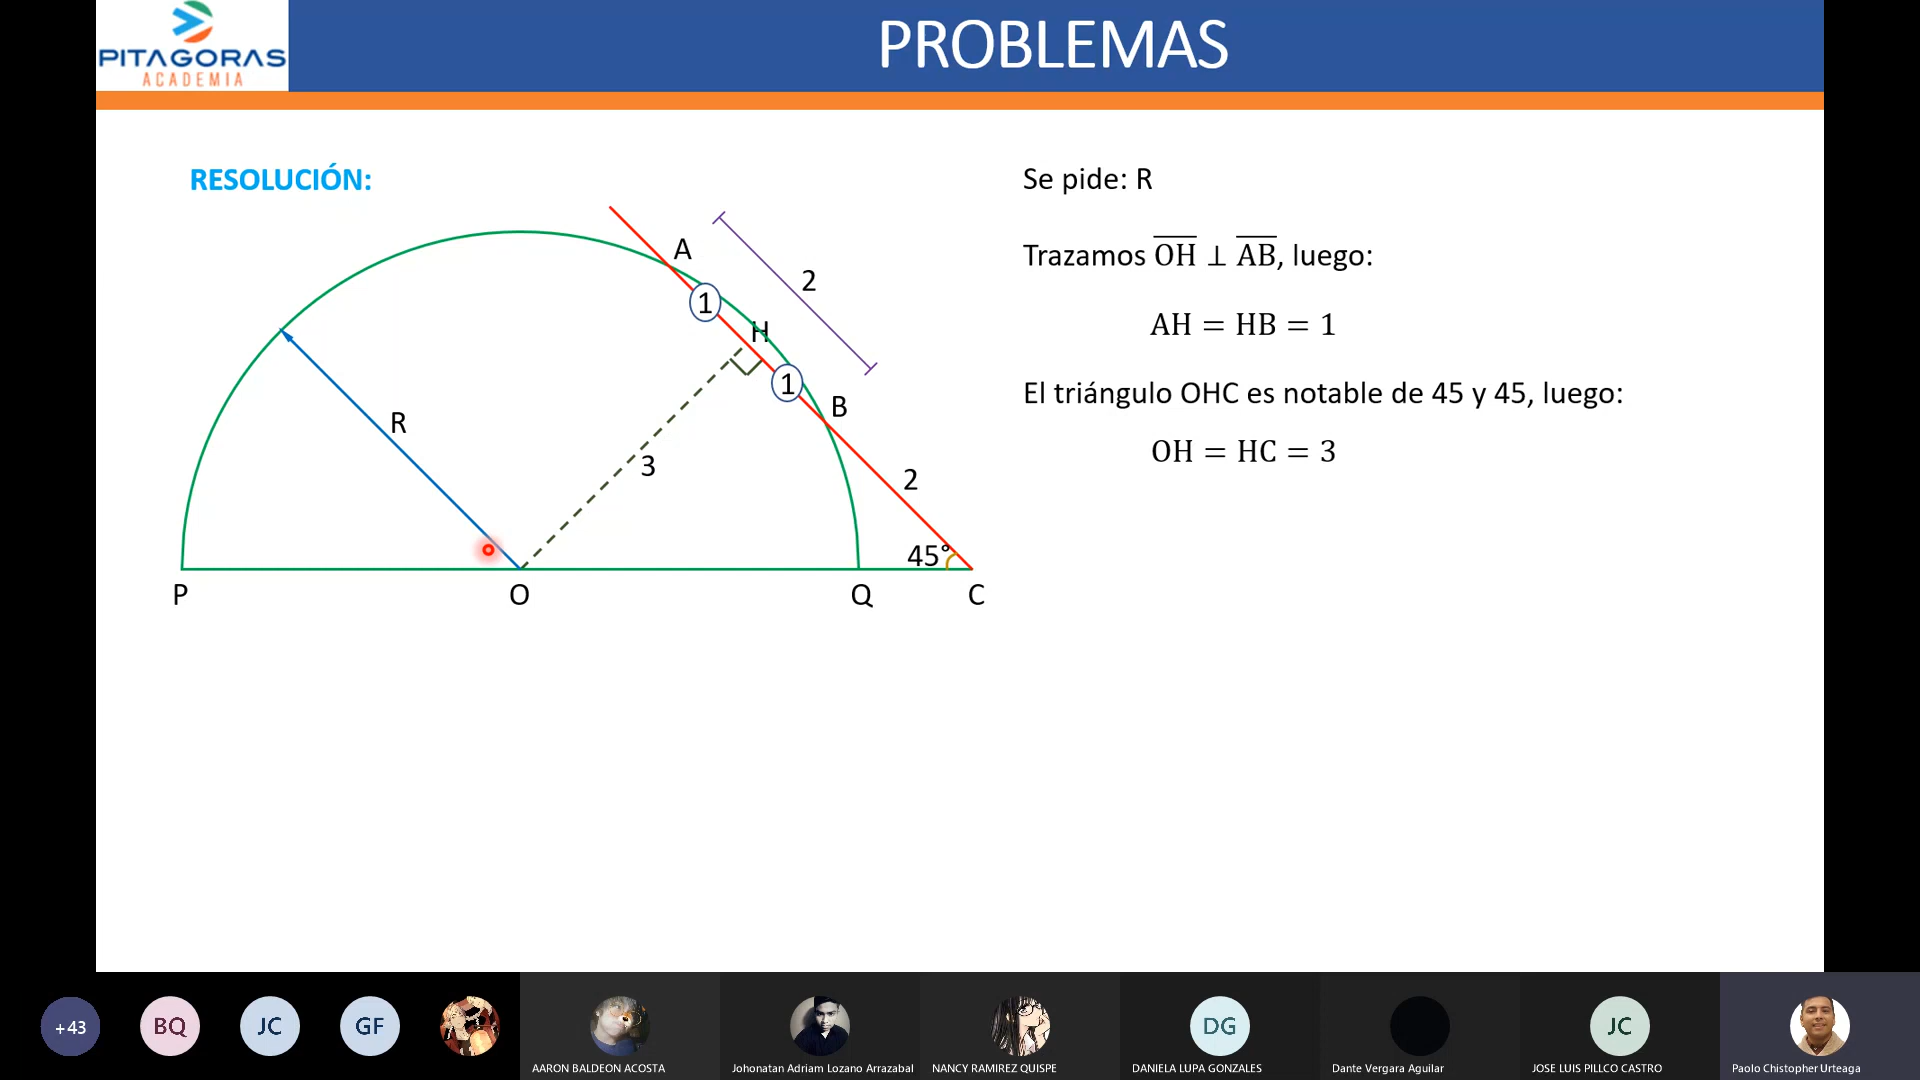 PITAGORAS
ACADEMIA
PROBLEMAS
RESOLUCIÓN:
Se pide: R
Trazamos OH ⊥ AB, luego:
AH = HB = 1
El triángulo OHC es notable de 45 y 45, luego:
OH = HC = 3
A
2
1
H
1
B
R
3
2
45°
P
O
Q
C
+43
BQ
JC
GF
DG
JC
AARON BALDEON ACOSTA
Johonatan Adriam Lozano Arrazabal
NANCY RAMIREZ QUISPE
DANIELA LUPA GONZALES
Dante Vergara Aguilar
JOSE LUIS PILLCO CASTRO
Paolo Chistopher Urteaga